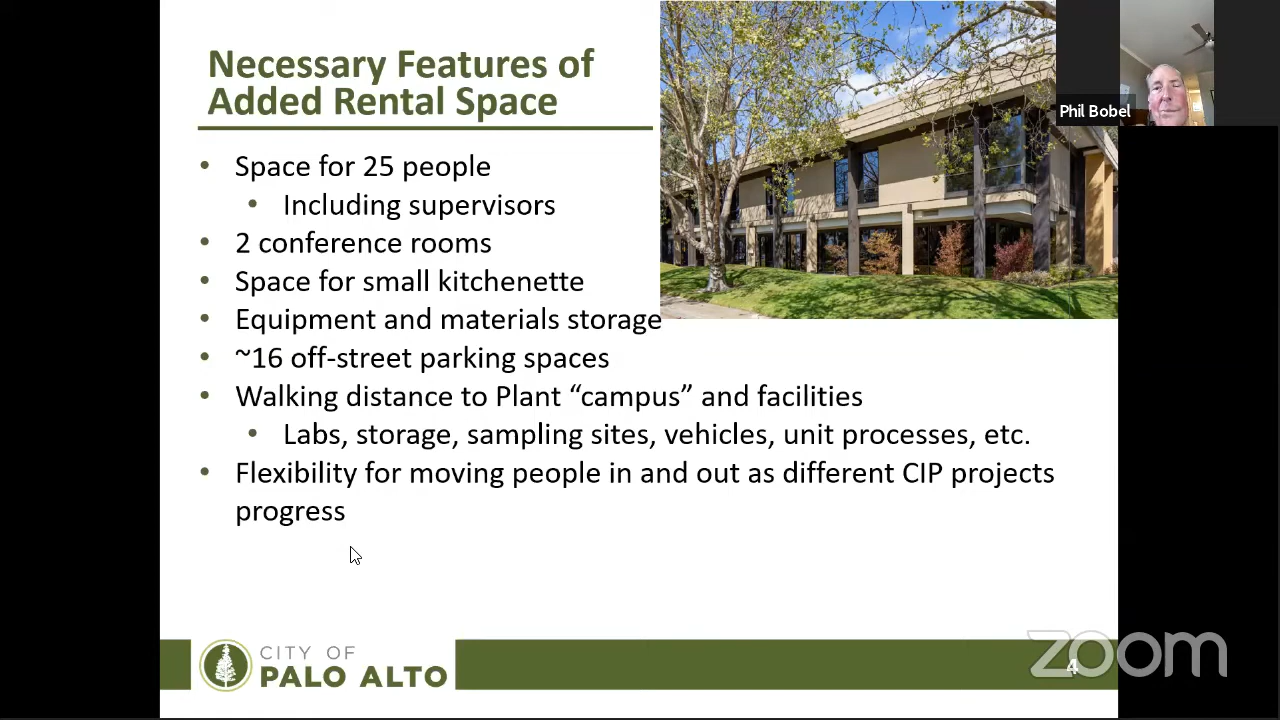 Necessary Features of
Added Rental Space
Phil Bobel
• Space for 25 people
• Including supervisors
• 2 conference rooms
• Space for small kitchenette
• Equipment and materials storage
• ~16 off-street parking spaces
• Walking distance to Plant “campus” and facilities
• Labs, storage, sampling sites, vehicles, unit processes, etc.
• Flexibility for moving people in and out as different CIP projects
progress
CITY OF
PALO ALTO
4
zoom